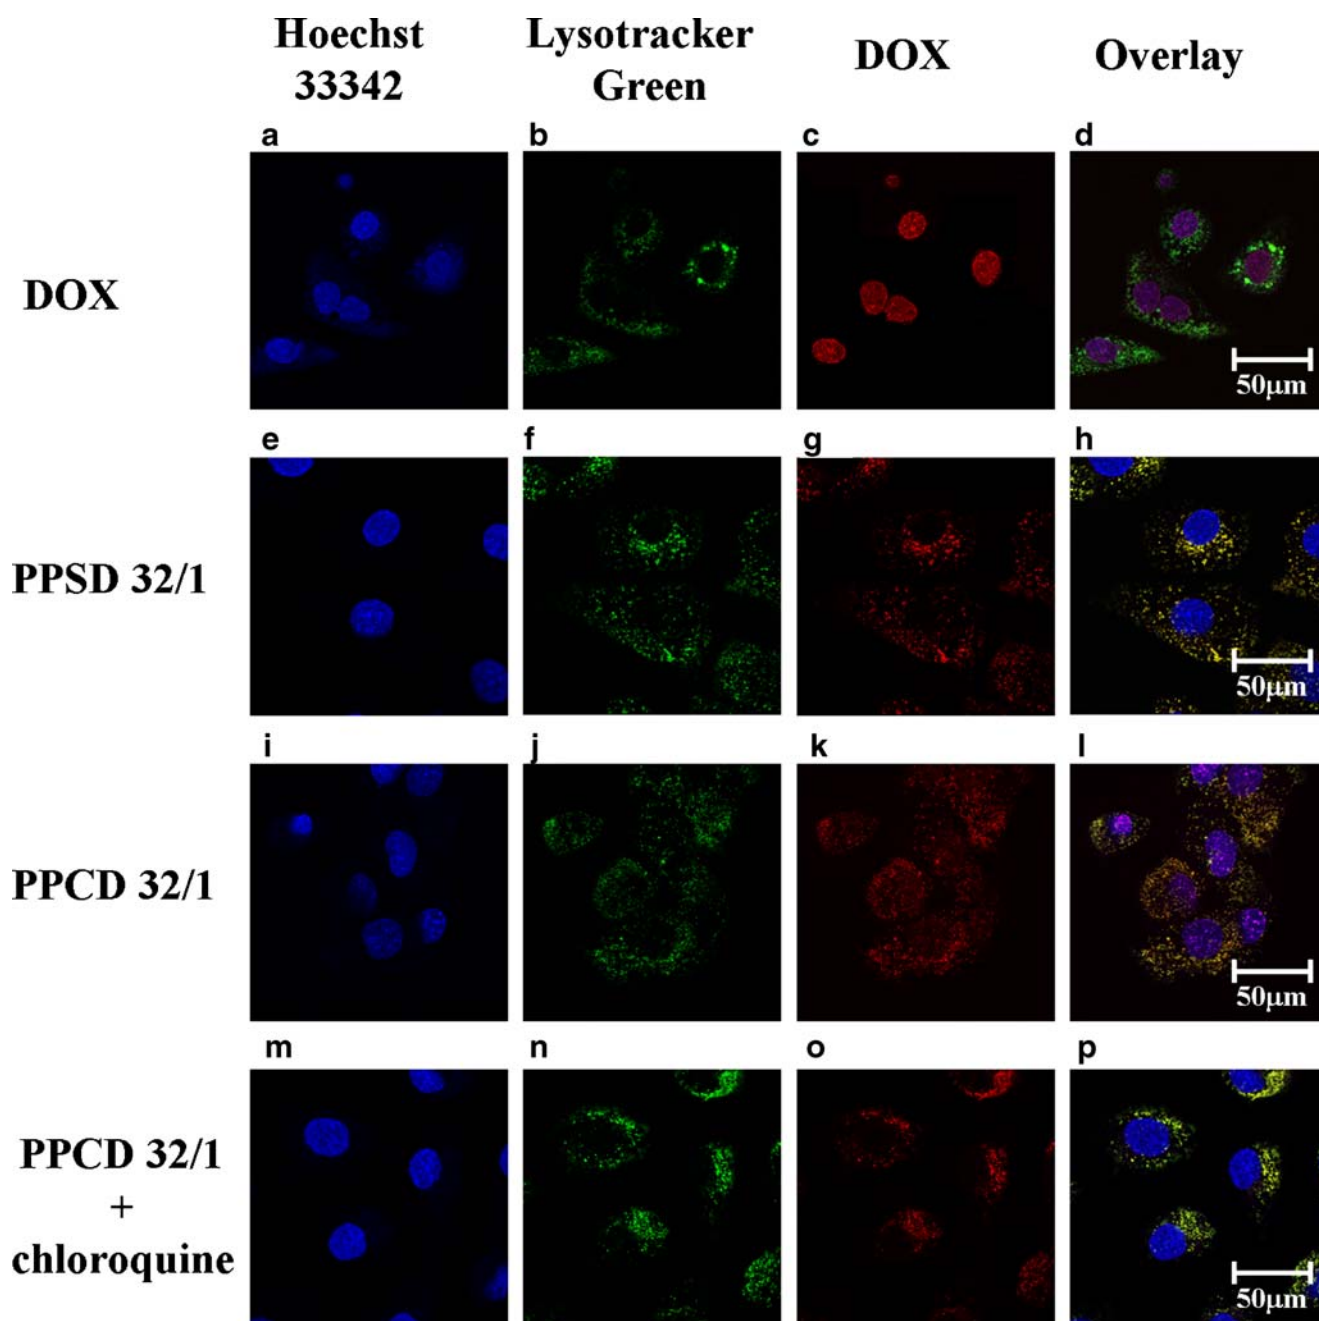 Hoechst 33342
Lysotracker Green
DOX
Overlay
a
b
c
d
DOX
50µm
e
f
g
h
PPSD 32/1
50µm
i
j
k
l
PPCD 32/1
50µm
m
n
o
p
PPCD 32/1
+
chloroquine
50µm